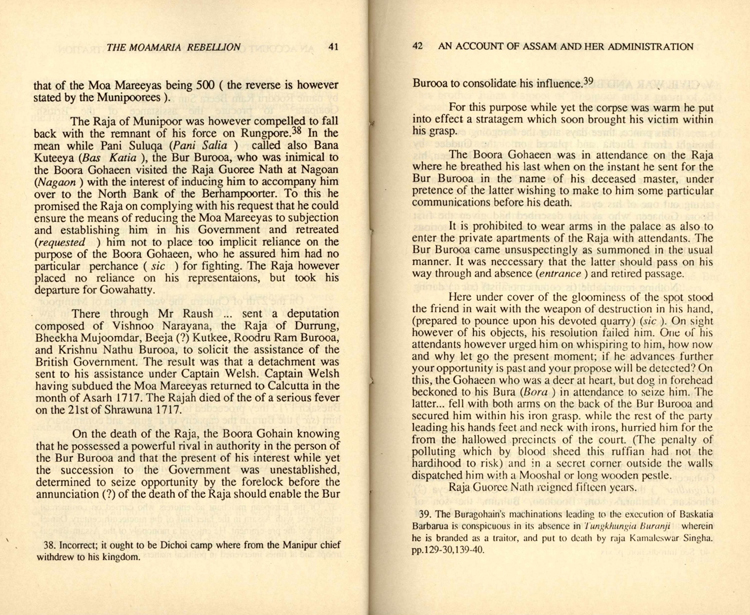 THE MOAMARIA REBELLION 41
that of the Moa Mareeyas being 500 ( the reverse is however
stated by the Munipoorees ).
The Raja of Munipoor was however compelled to fall
back with the remnant of his force on Rungpore.38 In the
mean while Pani Suluqa (Pani Salia ) called also Bana
Kuteeya (Bas Katia ), the Bur Burooa, who was inimical to
the Boora Gohaeen visited the Raja Guoree Nath at Nagoan
(Nagaon ) with the interest of inducing him to accompany him
over to the North Bank of the Berhampoorter. To this he
promised the Raja on complying with his request that he could
ensure the means of reducing the Moa Mareeyas to subjection
and establishing him in his Government and retreated
(requested ) him not to place too implicit reliance on the
purpose of the Boora Gohaeen, who he assured him had no
particular perchance ( sic ) for fighting. The Raja however
placed no reliance on his representaions, but took his
departure for Gowahatty.
There through Mr Raush ... sent a deputation
composed of Vishnoo Narayana, the Raja of Durrung,
Bheekha Mujoomdar, Beeja (?) Kutkee, Roodru Ram Burooa,
and Krishnu Nathu Burooa, to solicit the assistance of the
British Government. The result was that a detachment was
sent to his assistance under Captain Welsh. Captain Welsh
having subdued the Moa Mareeyas returned to Calcutta in the
month of Asarh 1717. The Rajah died of the of a serious fever
on the 21st of Shrawuna 1717.
On the death of the Raja, the Boora Gohain knowing
that he possessed a powerful rival in authority in the person of
the Bur Burooa and that the present of his interest while yet
the succession to the Government was unestablished,
determined to seize opportunity by the forelock before the
annunciation (?) of the death of the Raja should enable the Bur
38. Incorrect; it ought to be Dichoi camp where from the Manipur chief
withdrew to his kingdom.
42 AN ACCOUNT OF ASSAM AND HER ADMINISTRATION
Burooa to consolidate his influence.39
For this purpose while yet the corpse was warm he put
into effect a stratagem which soon brought his victim within
his grasp.
The Boora Gohaeen was in attendance on the Raja
where he breathed his last when on the instant he sent for the
Bur Burooa in the name of his deceased master, under
pretence of the latter wishing to make to him some particular
communications before his death.
It is prohibited to wear arms in the palace as also to
enter the private apartments of the Raja with attendants. The
Bur Burooa came unsuspectingly as summoned in the usual
manner. It was neccecsary that the latter should pass on his
way through and absence (entrance ) and retired passage.
Here under cover of the gloominess of the spot stood
the friend in wait with the weapon of destruction in his hand,
(prepared to pounce upon his devoted quarry) (sic ). On sight
however of his objects, his resolution failed him. One of his
attendants however urged him on whispiring to him, how now
and why let go the present moment; if he advances further
your opportunity is past and your propose will be detected? On
this, the Gohaeen who was a deer at heart, but dog in forehead
beckoned to his Bura (Bora ) in attendance to seize him. The
latter... fell with both arms on the back of the Bur Burooa and
secured him within his iron grasp. while the rest of the party
leading his hands feet and neck with irons, hurried him for the
from the hallowed precincts of the court. (The penalty of
polluting which by blood sheed this ruffian had not the
hardihood to risk) and in a secret corner outside the walls
dispatched him with a Mooshal or long wooden pestle.
Raja Guoree Nath reigned fifteen years.
39. The Buragohain's machinations leading to the execution of Baskatia
Barbarua is conspicuous in its absence in Tungkhungia Buranji wherein
he is branded as a traitor, and put to death by raja Kamaleswar Singha.
pp.129-30,139-40.